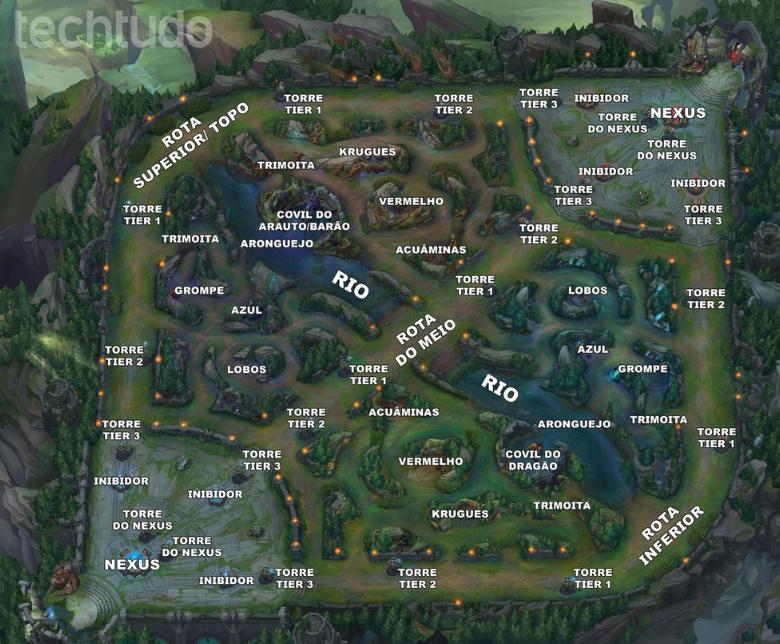 techtudo
TORRE
TIER 1
TORRE
TIER 2
TORRE
TIER 3
INIBIDOR
NEXUS
TORRE
DO NEXUS
TORRE
DO NEXUS
INIBIDOR
INIBIDOR
TORRE
TIER 3
TORRE
TIER 3
ROTA
SUPERIOR/ TOPO
KRUGUES
TRIMOITA
VERMELHO
COVIL DO
ARAUTO/BARÃO
ARONGUEJO
TORRE
TIER 1
TRIMOITA
TORRE
TIER 2
ACUÂMINAS
GROMPE
AZUL
RIO
TORRE
TIER 1
LOBOS
TORRE
TIER 2
ROTA
DO MEIO
TORRE
TIER 2
LOBOS
TORRE
TIER 1
AZUL
GROMPE
RIO
TORRE
TIER 3
TORRE
TIER 2
ACUÂMINAS
ARONGUEJO
TRIMOITA
TORRE
TIER 1
TORRE
TIER 3
VERMELHO
COVIL DO
DRAGÃO
INIBIDOR
INIBIDOR
TORRE
DO NEXUS
TORRE
DO NEXUS
NEXUS
KRUGUES
TRIMOITA
ROTA
INFERIOR
INIBIDOR
TORRE
TIER 3
TORRE
TIER 2
TORRE
TIER 1